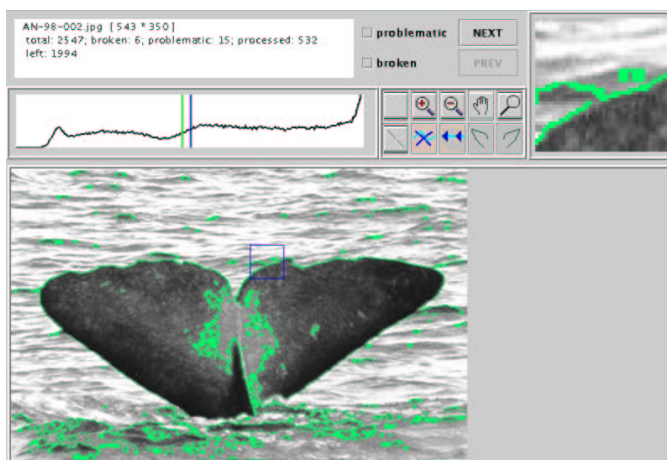 AN-98-002.jpg [543 * 350]
total: 2547; broken: 6; problematic: 15; processed: 532
left: 1994
problematic
NEXT
broken
PREV